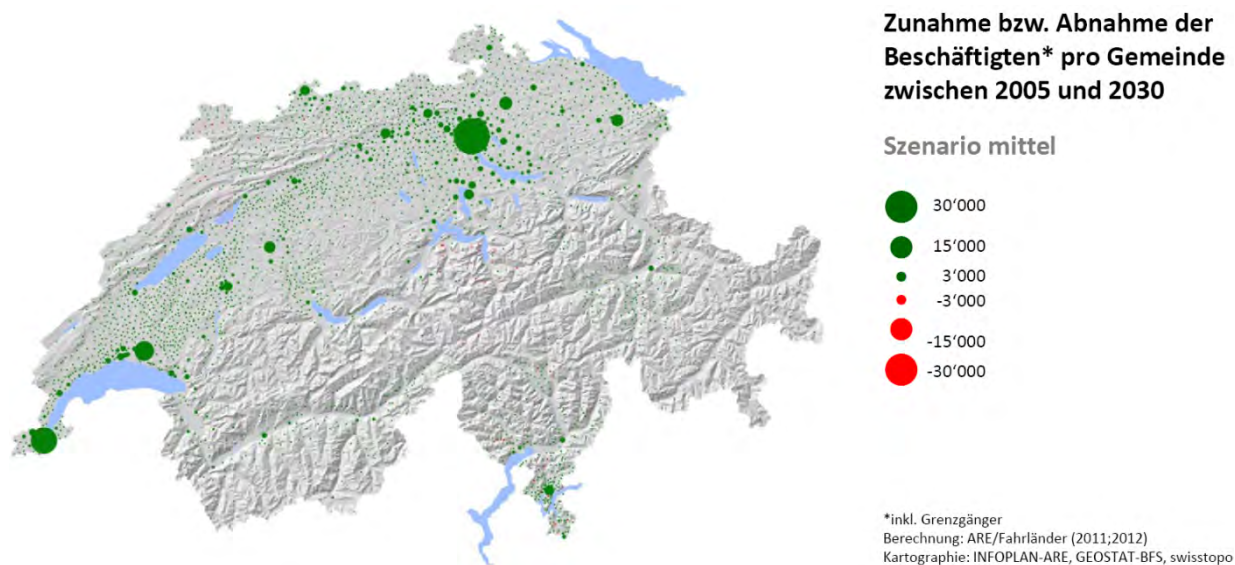 Zunahme bzw. Abnahme der
Beschäftigten* pro Gemeinde
zwischen 2005 und 2030
Szenario mittel
30‘000
15‘000
3‘000
-3‘000
-15‘000
-30‘000
*inkl. Grenzgänger
Berechnung: ARE/Fahrländer (2011;2012)
Kartographie: INFOPLAN-ARE, GEOSTAT-BFS, swisstopo